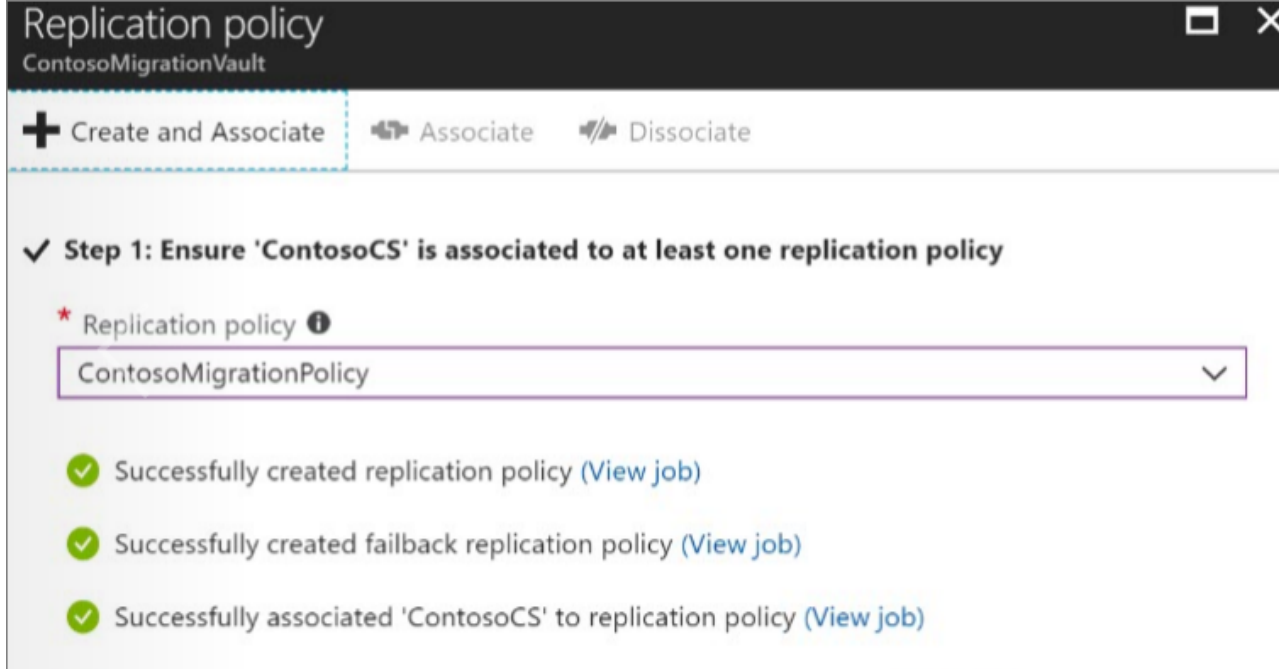 Replication policy
ContosoMigrationVault
Create and Associate Associate Dissociate
Step 1: Ensure 'ContosoCS' is associated to at least one replication policy
* Replication policy
ContosoMigrationPolicy
Successfully created replication policy (View job)
Successfully created failback replication policy (View job)
Successfully associated 'ContosoCS' to replication policy (View job)